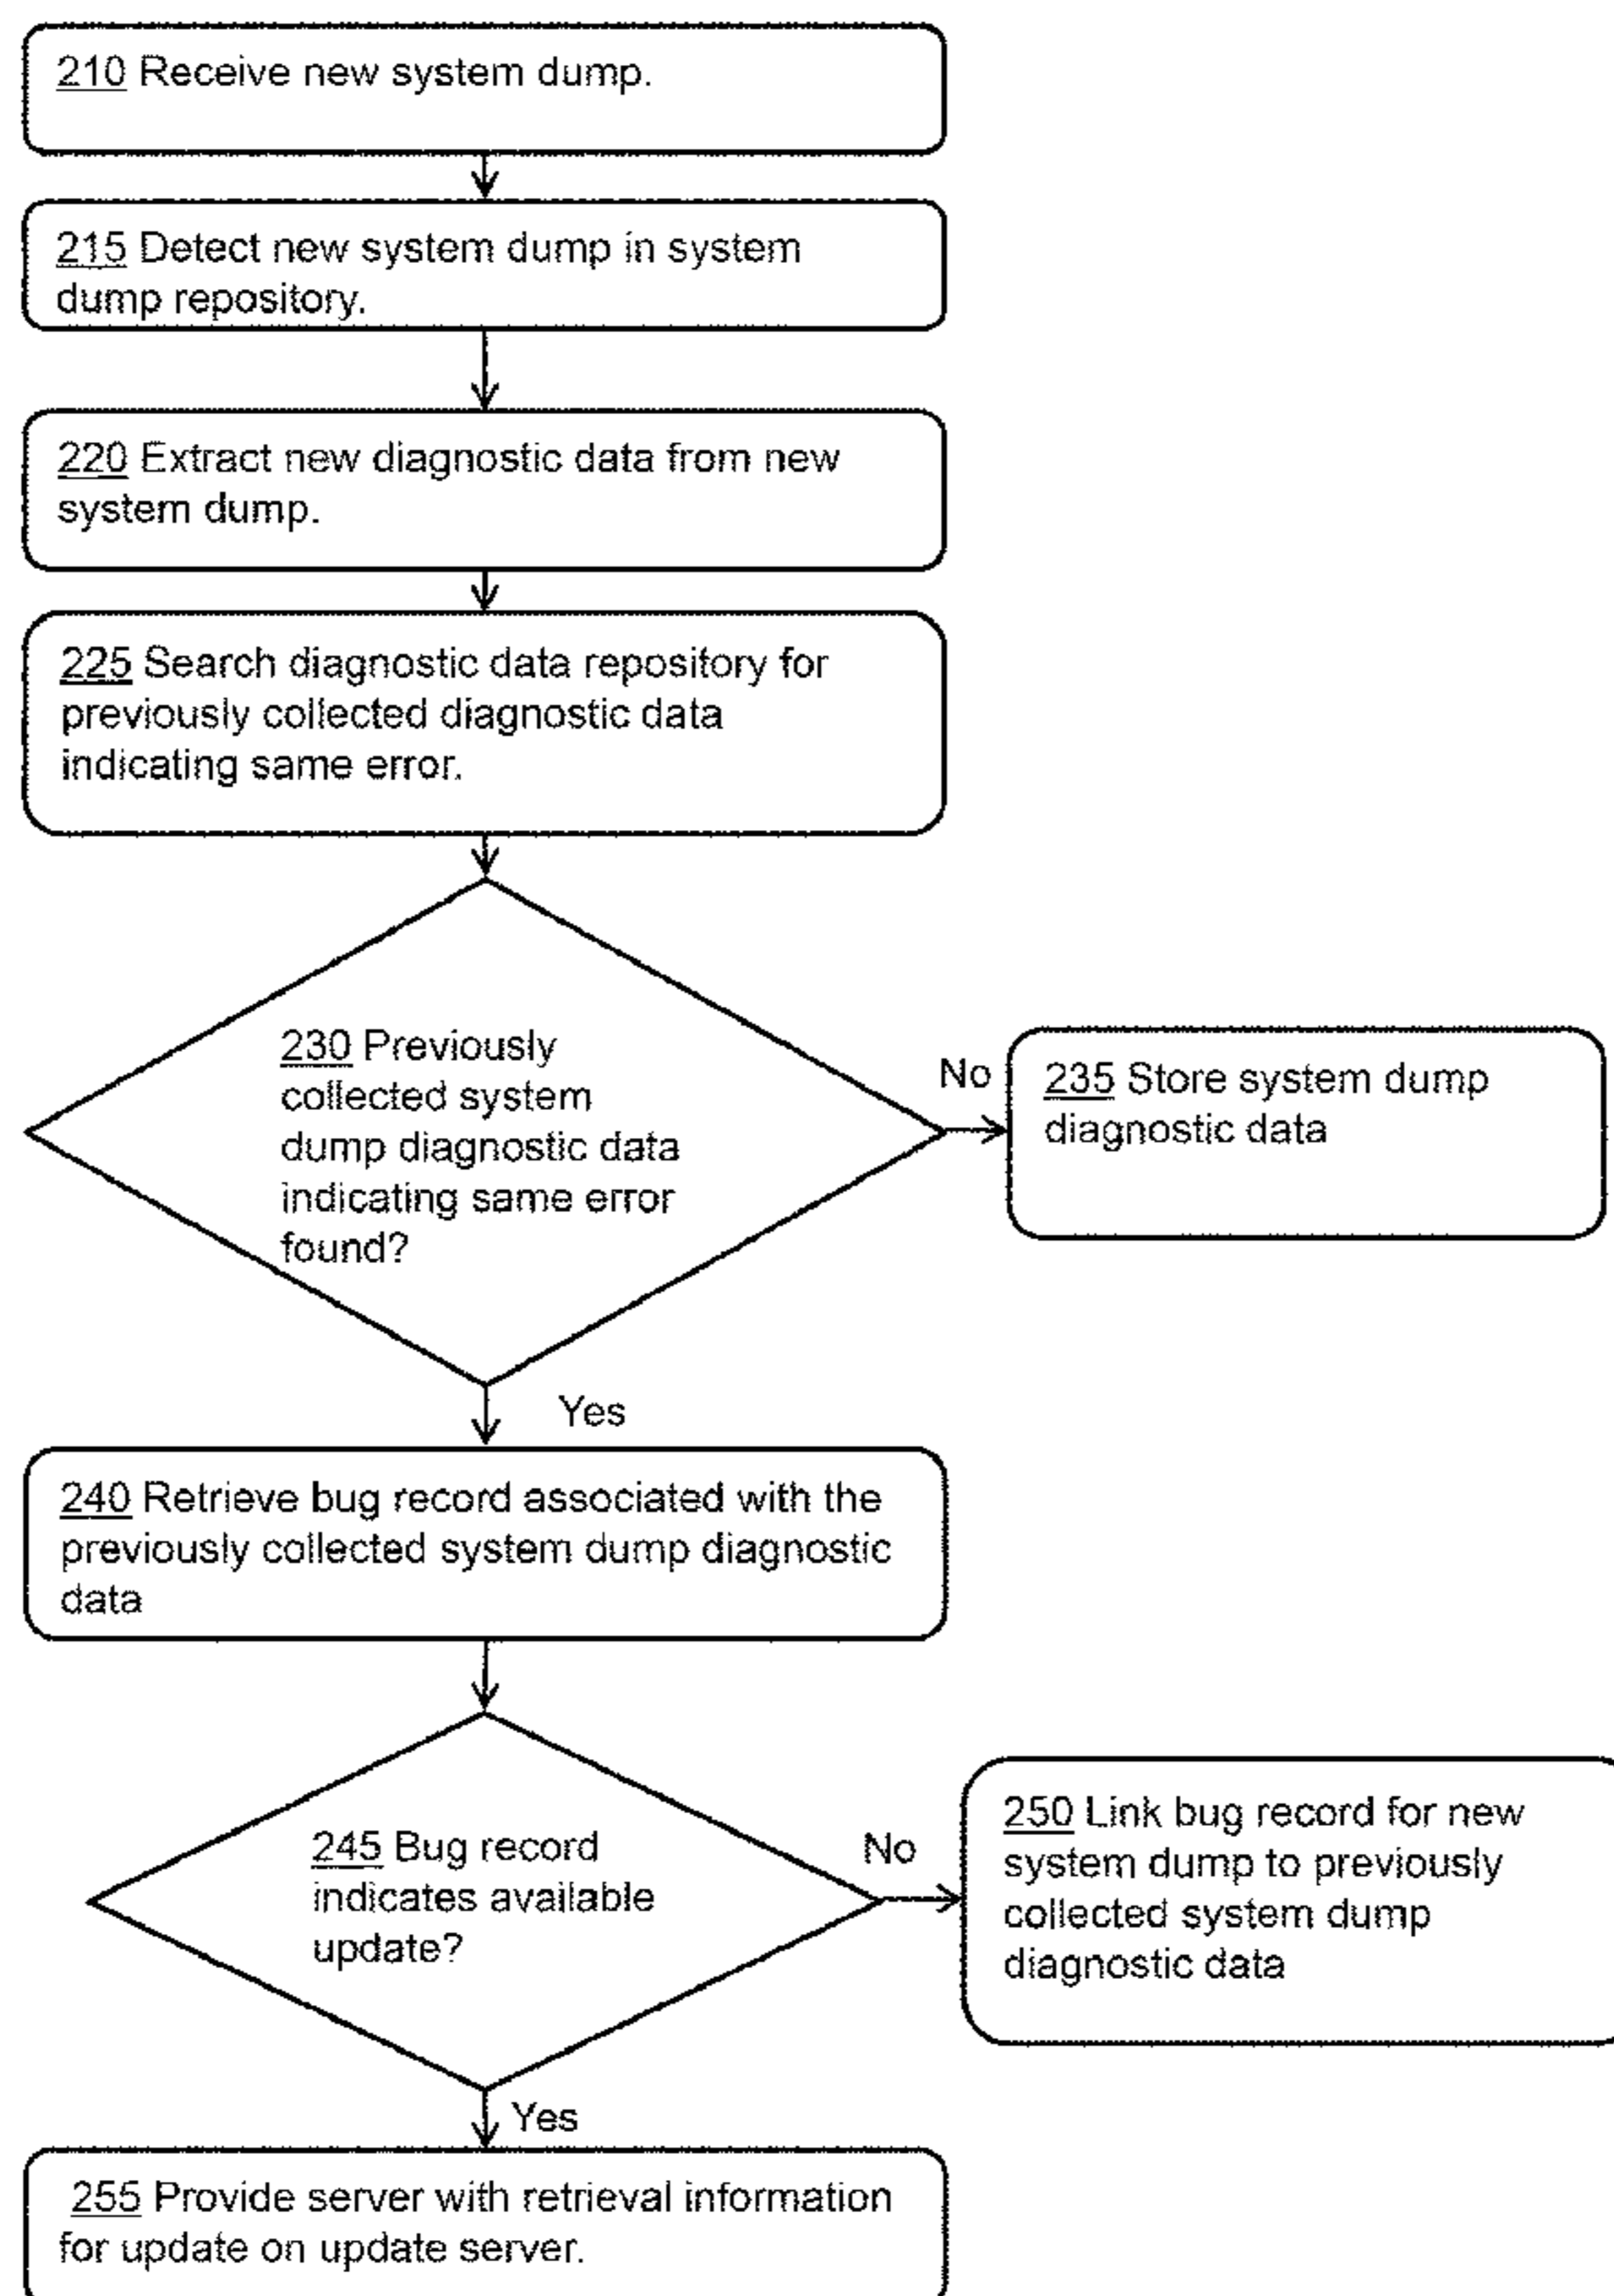 210 Receive new system dump.
215 Detect new system dump in system
dump repository.
220 Extract new diagnostic data from new
system dump.
225 Search diagnostic data repository for
previously collected diagnostic data
indicating same error.
230 Previously
collected system
dump diagnostic data
indicating same error
found?
No
235 Store system dump
diagnostic data
Yes
240 Retrieve bug record associated with the
previously collected system dump diagnostic
data
245 Bug record
indicates available
update?
No
250 Link bug record for new
system dump to previously
collected system dump
diagnostic data
Yes
255 Provide server with retrieval information
for update on update server.